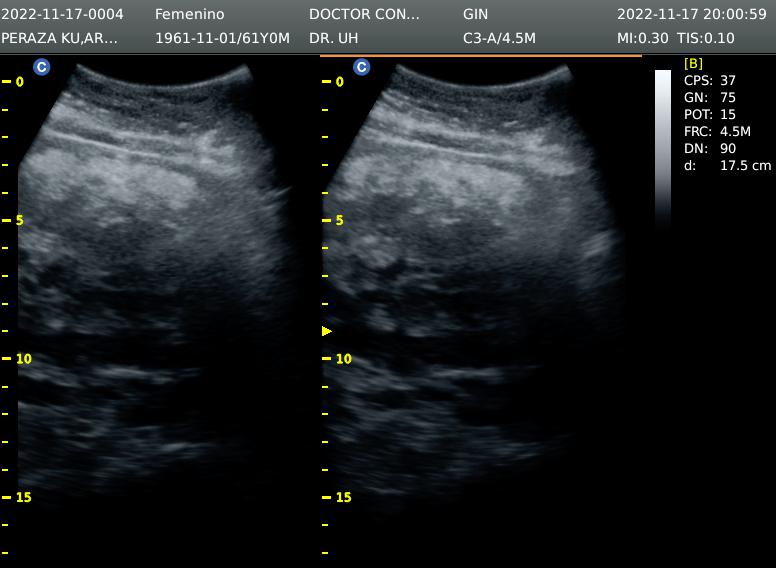 2022-11-17-0004 Femenino DOCTOR CON... GIN 2022-11-17 20:00:59
PERAZA KU,AR... 1961-11-01/61Y0M DR. UH C3-A/4.5M MI:0.30 TIS:0.10
C C [B]
0 0 CPS: 37
GN: 75
POT: 15
FRC: 4.5M
DN: 90
d: 17.5 cm
5 5
10 10
15 15